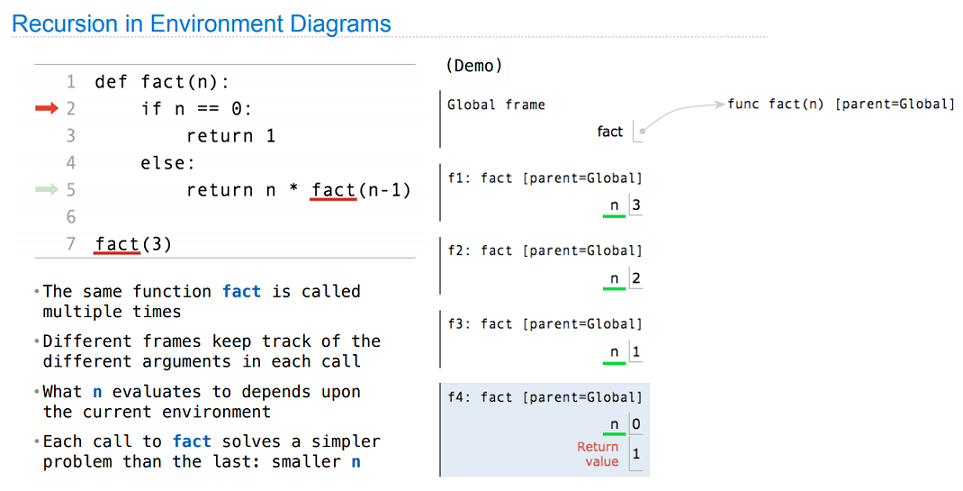 Recursion in Environment Diagrams
1 def fact(n):
2 if n == 0:
3 return 1
4 else:
5 return n * fact(n-1)
6
7 fact(3)
•The same function fact is called
multiple times
•Different frames keep track of the
different arguments in each call
•What n evaluates to depends upon
the current environment
•Each call to fact solves a simpler
problem than the last: smaller n
(Demo)
Global frame
fact
func fact(n) [parent=Global]
f1: fact [parent=Global]
n 3
f2: fact [parent=Global]
n 2
f3: fact [parent=Global]
n 1
f4: fact [parent=Global]
n 0
Return
value 1